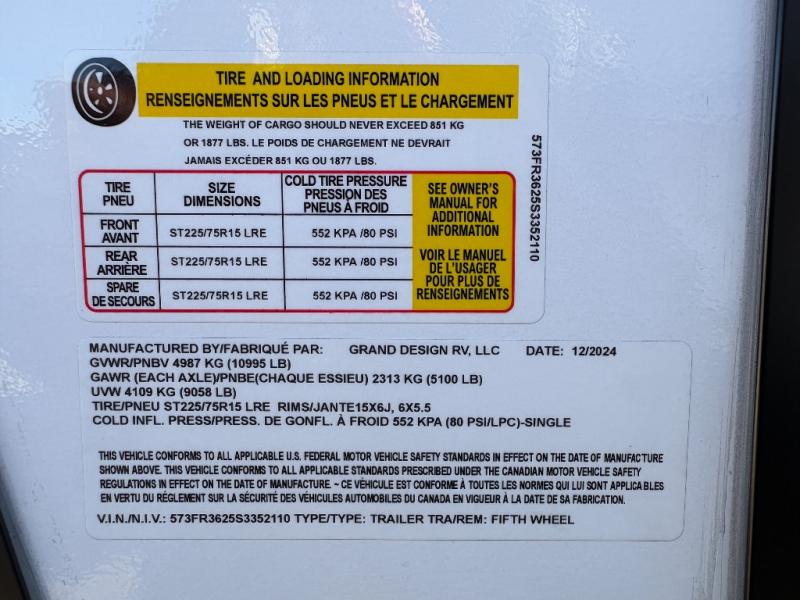 TIRE AND LOADING INFORMATION
RENSEIGNEMENTS SUR LES PNEUS ET LE CHARGEMENT
THE WEIGHT OF CARGO SHOULD NEVER EXCEED 851 KG
OR 1877 LBS. LE POIDS DE CHARGEMENT NE DEVRAIT
JAMAIS EXCÉDER 851 KG OU 1877 LBS.
TIRE
PNEU
SIZE
DIMENSIONS
COLD TIRE PRESSURE
PRESSION DES
PNEUS À FROID
FRONT
AVANT
ST225/75R15 LRE
552 KPA /80 PSI
REAR
ARRIÈRE
ST225/75R15 LRE
552 KPA /80 PSI
SPARE
DE SECOURS
ST225/75R15 LRE
552 KPA /80 PSI
SEE OWNER'S
MANUAL FOR
ADDITIONAL
INFORMATION
VOIR LE MANUEL
DE L'USAGER
POUR PLUS DE
RENSEIGNEMENTS
573FR3625S3352110
MANUFACTURED BY/FABRIQUÉ PAR: GRAND DESIGN RV, LLC DATE: 12/2024
GVWR/PNBV 4987 KG (10995 LB)
GAWR (EACH AXLE)/PNBE(CHAQUE ESSIEU) 2313 KG (5100 LB)
UVW 4109 KG (9058 LB)
TIRE/PNEU ST225/75R15 LRE RIMS/JANTE15X6J, 6X5.5
COLD INFL. PRESS/PRESS. DE GONFL. À FROID 552 KPA (80 PSI/LPC)-SINGLE
THIS VEHICLE CONFORMS TO ALL APPLICABLE U.S. FEDERAL MOTOR VEHICLE SAFETY STANDARDS IN EFFECT ON THE DATE OF MANUFACTURE
SHOWN ABOVE. THIS VEHICLE CONFORMS TO ALL APPLICABLE STANDARDS PRESCRIBED UNDER THE CANADIAN MOTOR VEHICLE SAFETY
REGULATIONS IN EFFECT ON THE DATE OF MANUFACTURE. ~ CE VÉHICULE EST CONFORME À TOUTES LES NORMES QUI LUI SONT APPLICABLES
EN VERTU DU RÉGLEMENT SUR LA SÉCURITÉ DES VÉHICULES AUTOMOBILES DU CANADA EN VIGUEUR À LA DATE DE SA FABRICATION.
V.I.N./N.I.V.: 573FR3625S3352110 TYPE/TYPE: TRAILER TRA/REM: FIFTH WHEEL